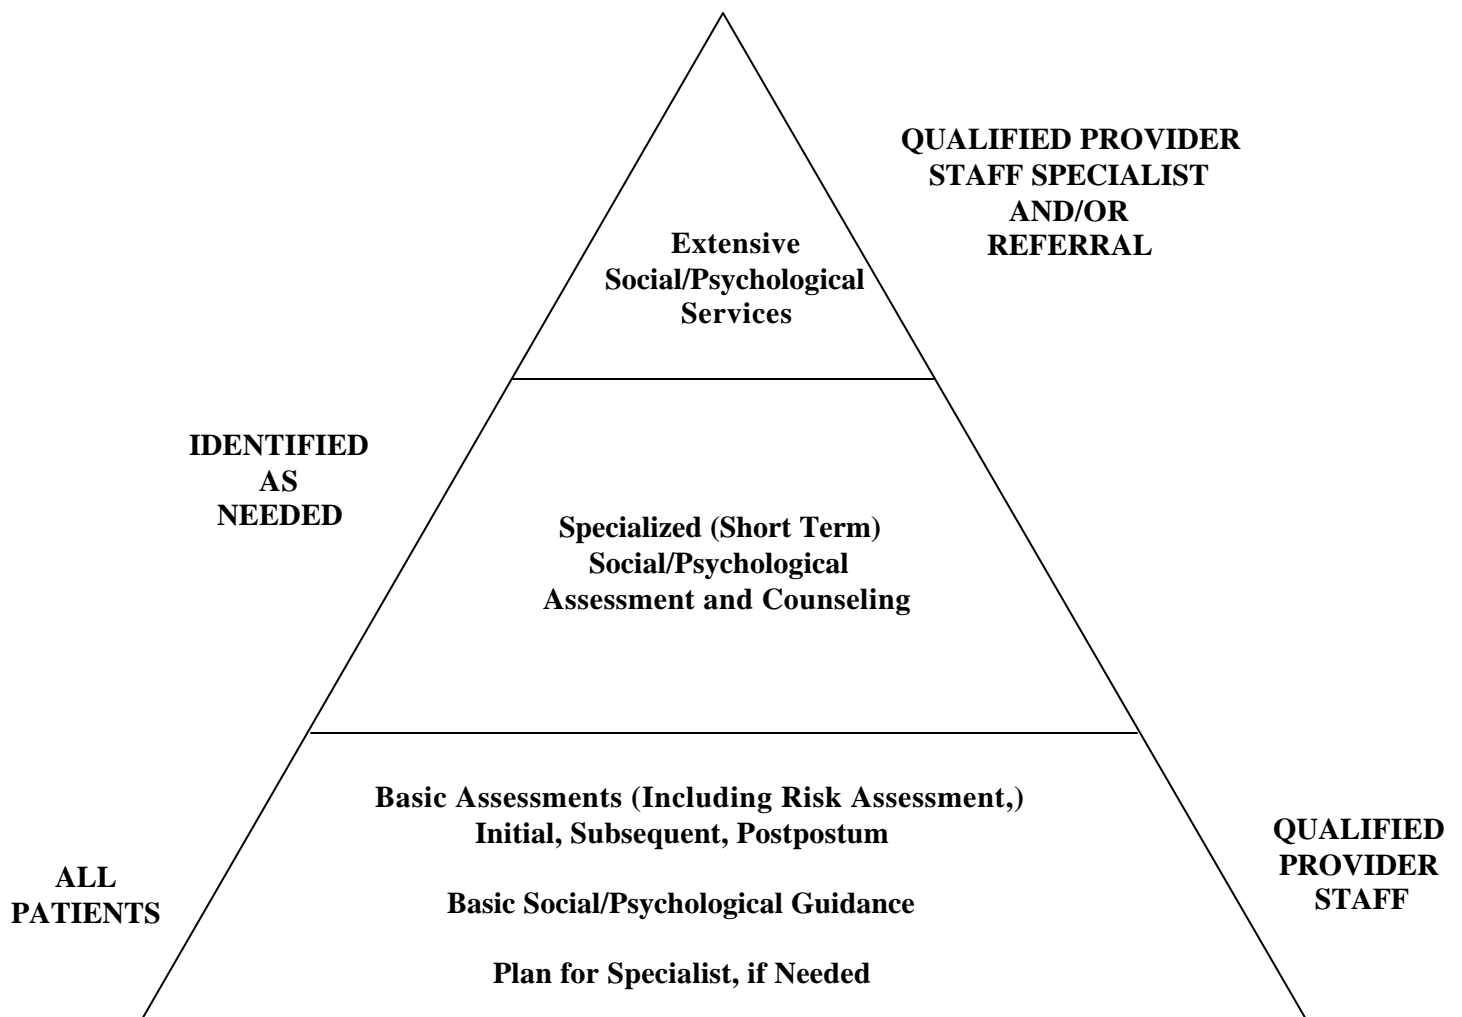 QUALIFIED PROVIDER
STAFF SPECIALIST
AND/OR
REFERRAL
Extensive
Social/Psychological
Services
IDENTIFIED
AS
NEEDED
Specialized (Short Term)
Social/Psychological
Assessment and Counseling
Basic Assessments (Including Risk Assessment,)
Initial, Subsequent, Postpostum
Basic Social/Psychological Guidance
Plan for Specialist, if Needed
ALL
PATIENTS
QUALIFIED
PROVIDER
STAFF